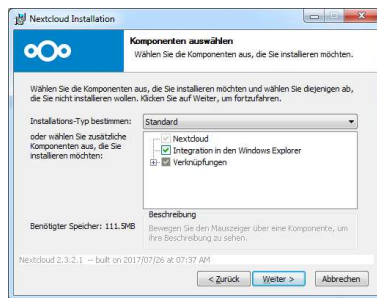 Nextcloud Installation
Komponenten auswählen
Wählen Sie die Komponenten aus, die Sie installieren möchten.
Wählen Sie die Komponenten aus, die Sie installieren möchten und wählen Sie diejenigen ab,
die Sie nicht installieren wollen. Klicken Sie auf Weiter, um fortzufahren.
Installations-Typ bestimmen:
Standard
oder wählen Sie zusätzliche
Komponenten aus, die Sie
installieren möchten:
Nextcloud
Integration in den Windows Explorer
Verknüpfungen
Benötigter Speicher: 111.5MB
Beschreibung
Bewegen Sie den Mauszeiger über eine Komponente, um
ihre Beschreibung zu sehen.
Nextcloud 2.3.2.1 -- built on 2017/07/26 at 07:37 AM
< Zurück
Weiter >
Abbrechen